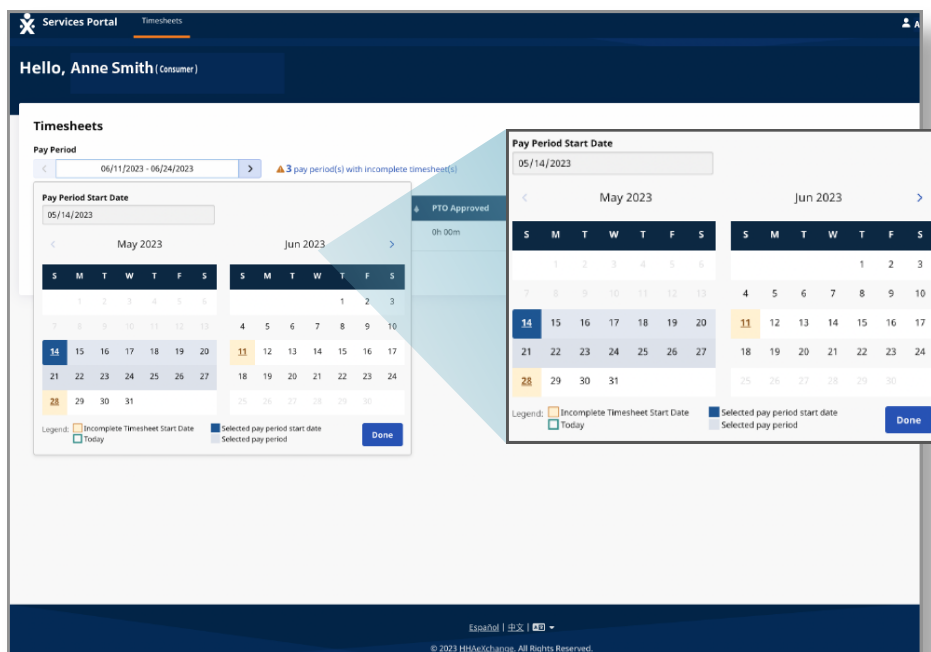 Services Portal Timesheets A
Hello, Anne Smith (Consumer)
Timesheets
Pay Period
06/11/2023 - 06/24/2023 3 pay period(s) with incomplete timesheet(s)
Pay Period Start Date
05/14/2023
May 2023 Jun 2023
S M T W T F S S M T W T F S
1 2 3 4 5 6 1 2 3
7 8 9 10 11 12 13 4 5 6 7 8 9 10
14 15 16 17 18 19 20 11 12 13 14 15 16 17
21 22 23 24 25 26 27 18 19 20 21 22 23 24
28 29 30 31 25 26 27 28 29 30
Legend: Incomplete Timesheet Start Date Selected pay period start date
Today Selected pay period
Done
PTO Approved
0h 00m
Pay Period Start Date
05/14/2023
May 2023 Jun 2023
S M T W T F S S M T W T F S
1 2 3 4 5 6 1 2 3
7 8 9 10 11 12 13 4 5 6 7 8 9 10
14 15 16 17 18 19 20 11 12 13 14 15 16 17
21 22 23 24 25 26 27 18 19 20 21 22 23 24
28 29 30 31 25 26 27 28 29 30
Legend: Incomplete Timesheet Start Date Selected pay period start date
Today Selected pay period
Done
Español | 中文 |
© 2023 HHAeXchange. All Rights Reserved.